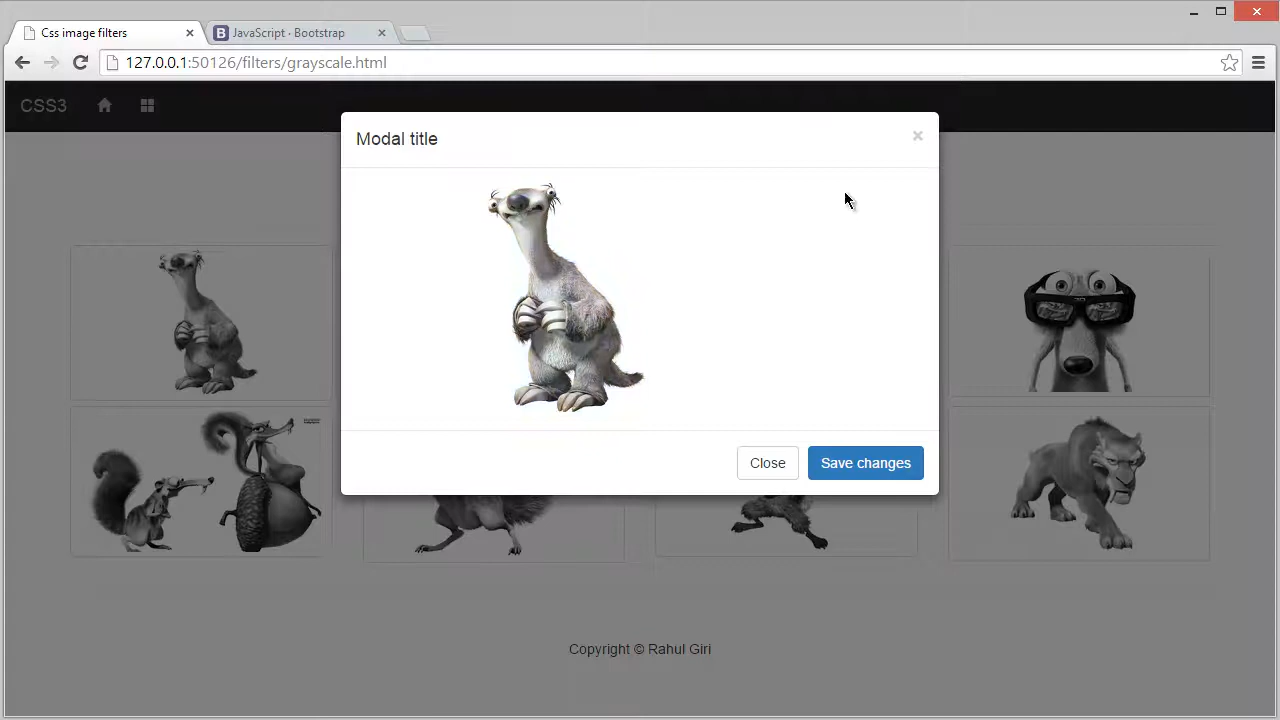 Css image filters
JavaScript · Bootstrap
127.0.0.1:50126/filters/grayscale.html
CSS3
Modal title
Close
Save changes
Copyright © Rahul Giri